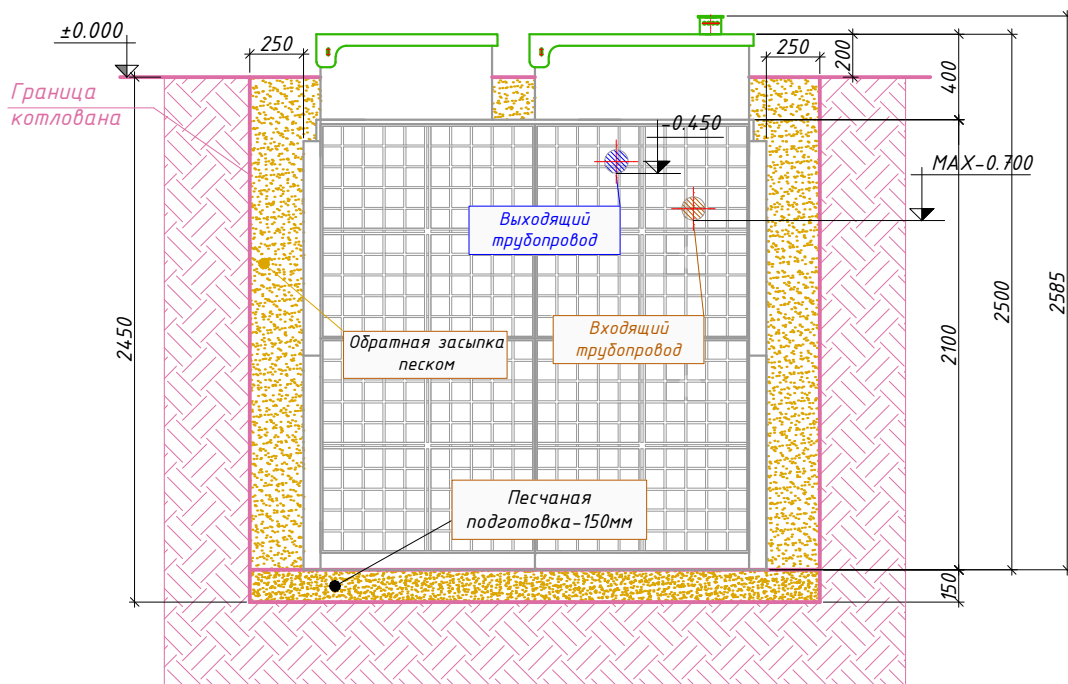 ±0.000
250
250
200
400
Граница
котлована
-0.450
MAX-0.700
Выходящий
трубопровод
2450
2100
2500
2585
Входящий
трубопровод
Обратная засыпка
песком
Песчаная
подготовка-150мм
150